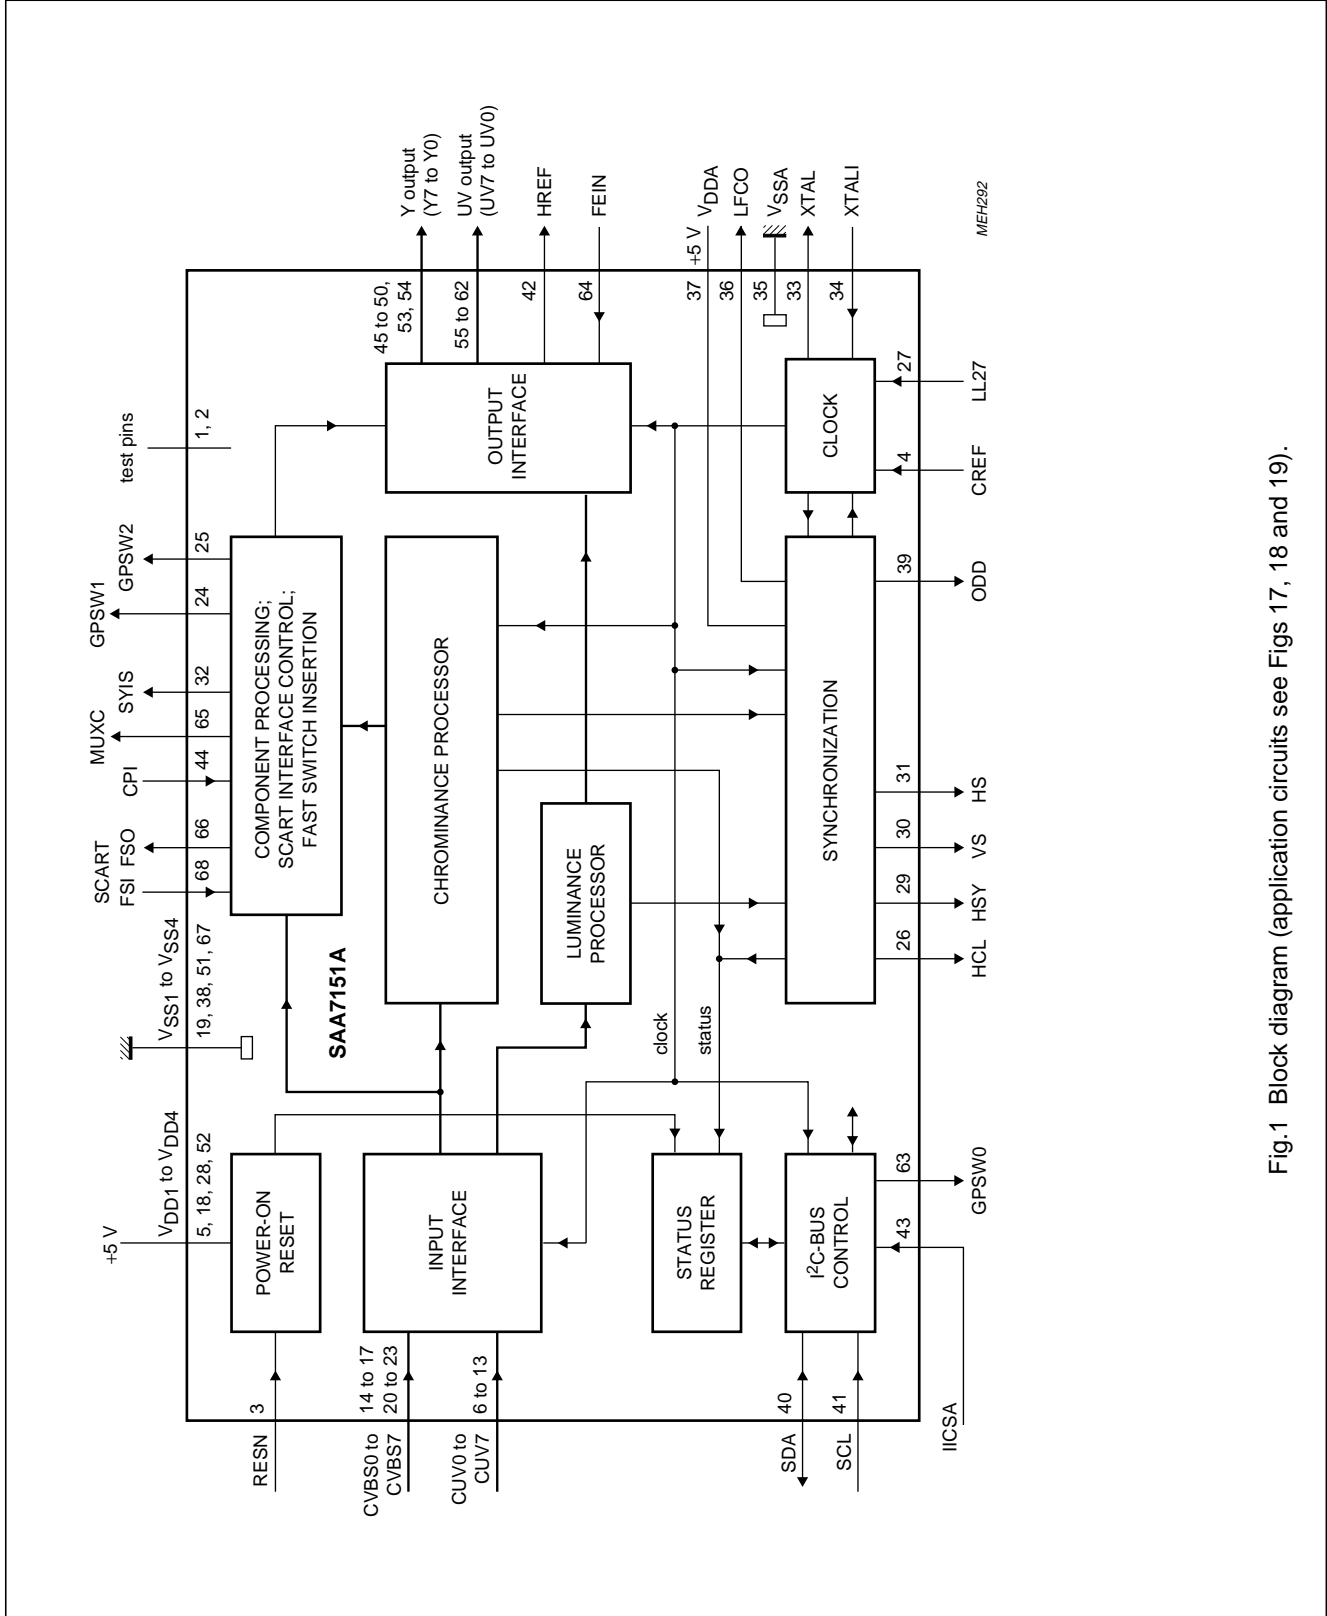 +5 V
VDD1 to VDD4
5, 18, 28, 52
VSS1 to VSS4
19, 38, 51, 67
SCART
FSI
FSO
CPI
MUXC
SYIS
GPSW1
GPSW2
test pins
68
66
44
65
32
24
25
1, 2
RESN
3
POWER-ON
RESET
SAA7151A
COMPONENT PROCESSING;
SCART INTERFACE CONTROL;
FAST SWITCH INSERTION
CVBS0 to
CVBS7
14 to 17
20 to 23
CUV0 to
CUV7
6 to 13
INPUT
INTERFACE
CHROMINANCE PROCESSOR
LUMINANCE
PROCESSOR
OUTPUT
INTERFACE
45 to 50,
53, 54
Y output
(Y7 to Y0)
55 to 62
UV output
(UV7 to UV0)
42
HREF
64
FEIN
clock
status
STATUS
REGISTER
37
+5 V
VDDA
36
LFCO
35
VSSA
33
XTAL
34
XTALI
SDA
40
SCL
41
I2C-BUS
CONTROL
SYNCHRONIZATION
CLOCK
IICSA
43
63
GPSW0
26
29
30
31
39
4
27
HCL
HSY
VS
HS
ODD
CREF
LL27
MEH292
Fig.1 Block diagram (application circuits see Figs 17, 18 and 19).